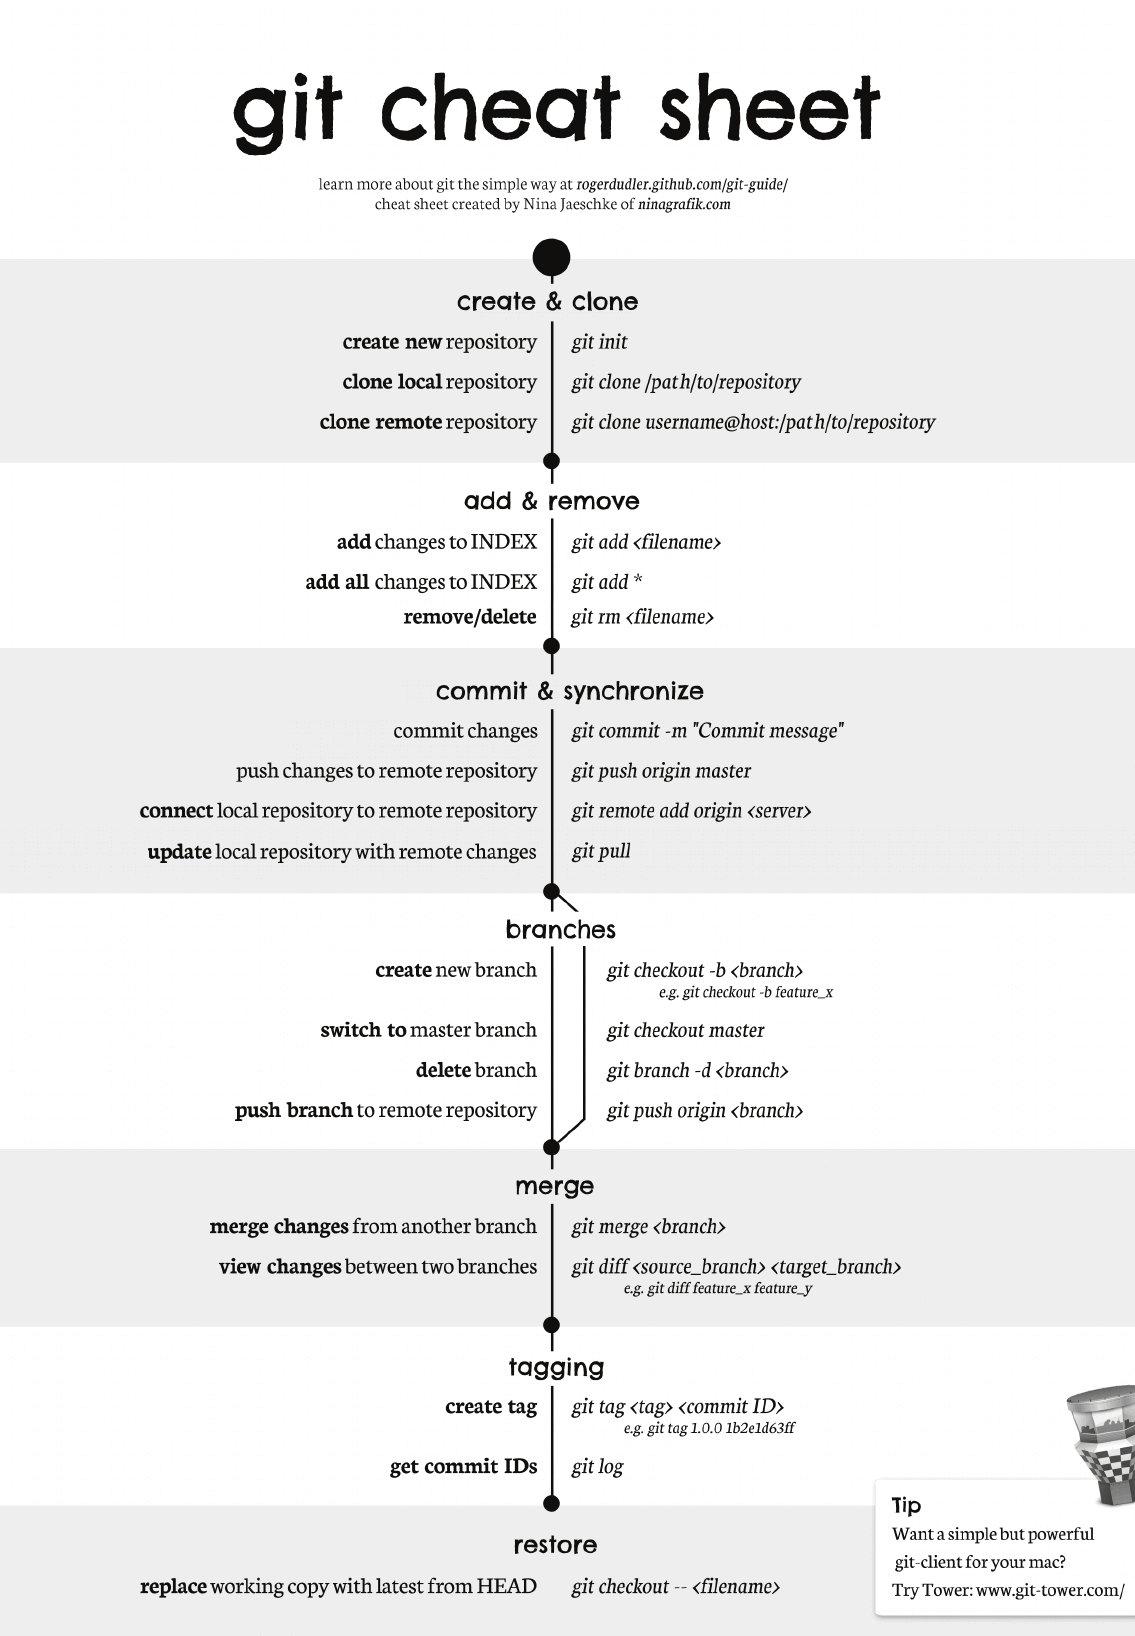 git cheat sheet
learn more about git the simple way at rogerdudler.github.com/git-guide/
cheat sheet created by Nina Jaeschke of ninagrafik.com
create & clone
create new repository git init
clone local repository git clone /path/to/repository
clone remote repository git clone username@host:/path/to/repository
add & remove
add changes to INDEX git add <filename>
add all changes to INDEX git add *
remove/delete git rm <filename>
commit & synchronize
commit changes git commit -m "Commit message"
push changes to remote repository git push origin master
connect local repository to remote repository git remote add origin <server>
update local repository with remote changes git pull
branches
create new branch git checkout -b <branch>
e.g. git checkout -b feature_x
switch to master branch git checkout master
delete branch git branch -d <branch>
push branch to remote repository git push origin <branch>
merge
merge changes from another branch git merge <branch>
view changes between two branches git diff <source_branch> <target_branch>
e.g. git diff feature_x feature_y
tagging
create tag git tag <tag> <commit ID>
e.g. git tag 1.0.0 1b2e1d63ff
get commit IDs git log
restore
replace working copy with latest from HEAD git checkout -- <filename>
Tip
Want a simple but powerful
git-client for your mac?
Try Tower: www.git-tower.com/